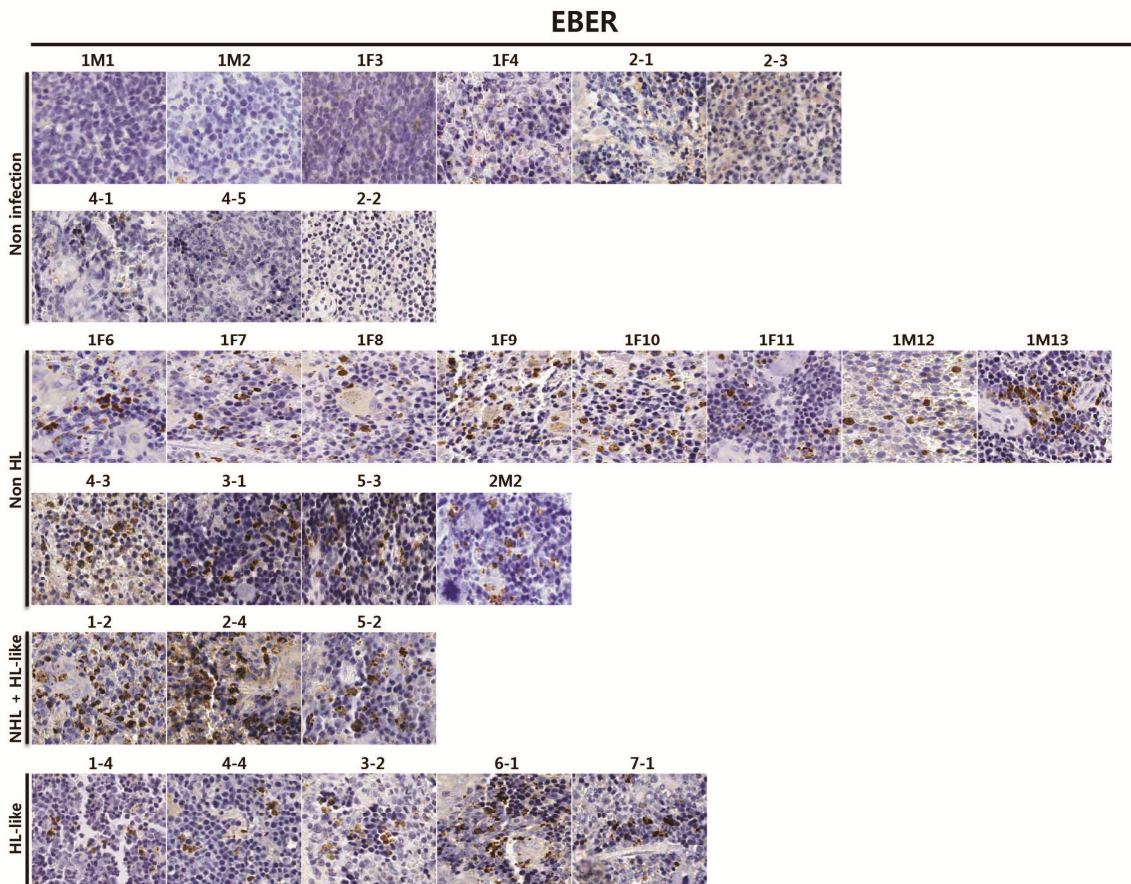 EBER
1M1 1M2 1F3 1F4 2-1 2-3
Non infection
4-1 4-5 2-2
1F6 1F7 1F8 1F9 1F10 1F11 1M12 1M13
Non HL
4-3 3-1 5-3 2M2
1-2 2-4 5-2
NHL + HL-like
1-4 4-4 3-2 6-1 7-1
HL-like